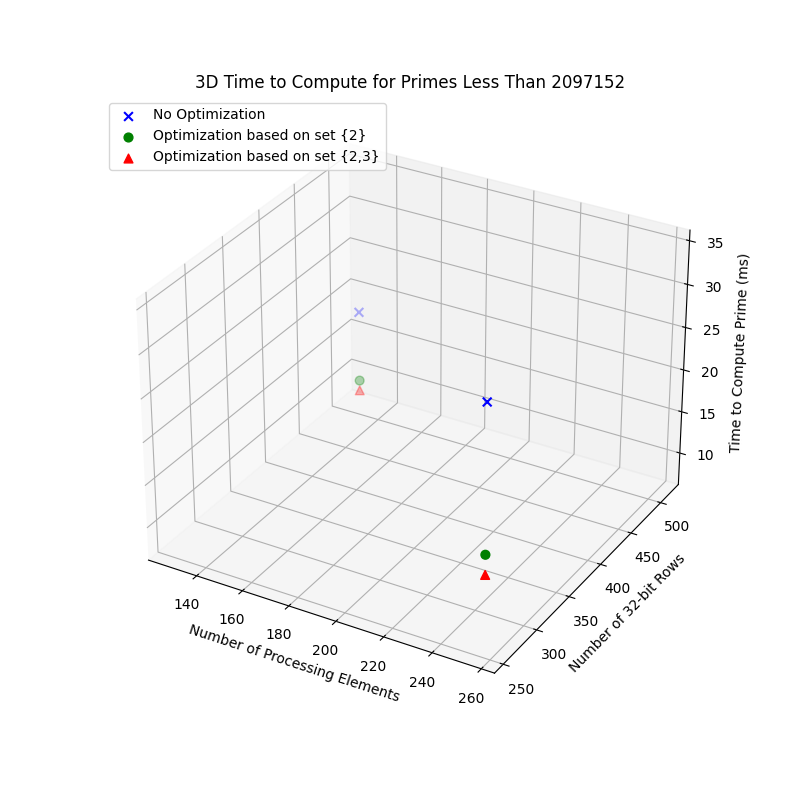 3D Time to Compute for Primes Less Than 2097152
No Optimization
Optimization based on set {2}
Optimization based on set {2,3}
35
30
25
20
15
10
Time to Compute Prime (ms)
500
450
400
350
300
250
Number of 32-bit Rows
140
160
180
200
220
240
260
Number of Processing Elements